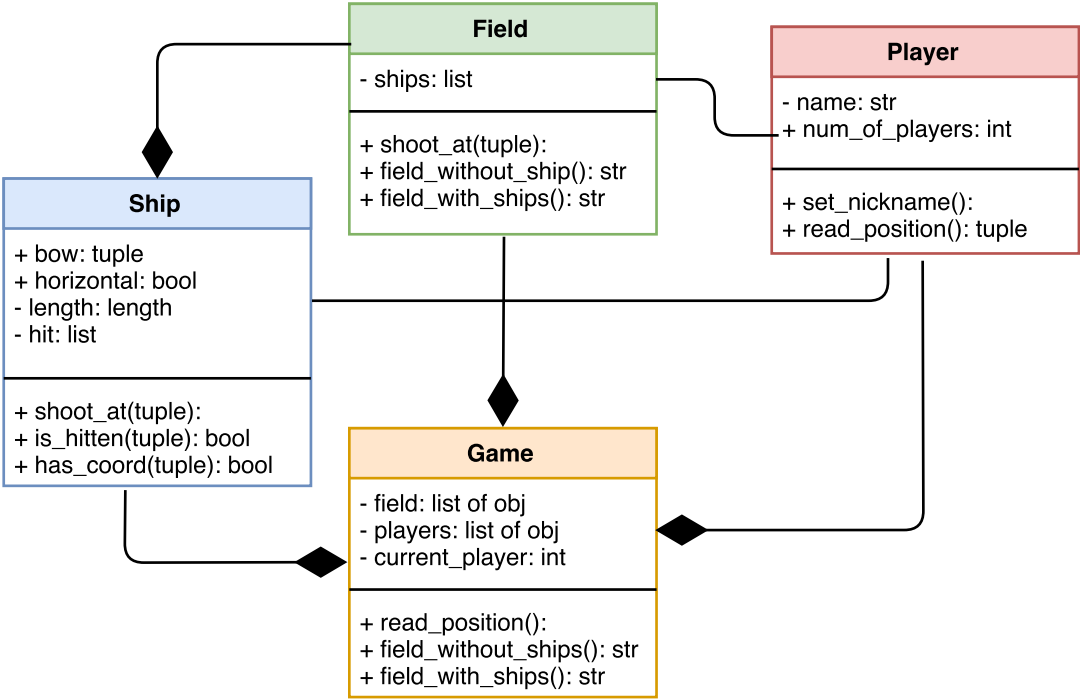 Field
- ships: list
+ shoot_at(tuple):
+ field_without_ship(): str
+ field_with_ships(): str
Player
- name: str
+ num_of_players: int
+ set_nickname():
+ read_position(): tuple
Ship
+ bow: tuple
+ horizontal: bool
- length: length
- hit: list
+ shoot_at(tuple):
+ is_hitten(tuple): bool
+ has_coord(tuple): bool
Game
- field: list of obj
- players: list of obj
- current_player: int
+ read_position():
+ field_without_ships(): str
+ field_with_ships(): str